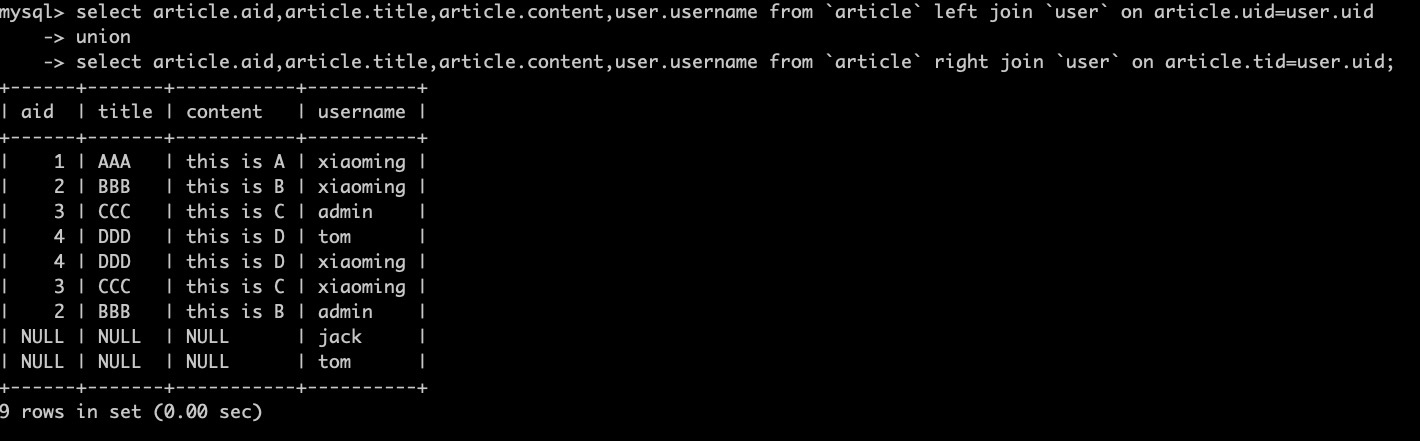 mysql> select article.aid,article.title,article.content,user.username from `article` left join `user` on article.uid=user.uid
    -> union
    -> select article.aid,article.title,article.content,user.username from `article` right join `user` on article.tid=user.uid;
+------+-------+-----------+----------+
| aid  | title | content   | username |
+------+-------+-----------+----------+
|    1 | AAA   | this is A | xiaoming |
|    2 | BBB   | this is B | xiaoming |
|    3 | CCC   | this is C | admin    |
|    4 | DDD   | this is D | tom      |
|    4 | DDD   | this is D | xiaoming |
|    3 | CCC   | this is C | xiaoming |
|    2 | BBB   | this is B | admin    |
| NULL | NULL  | NULL      | jack     |
| NULL | NULL  | NULL      | tom      |
+------+-------+-----------+----------+
9 rows in set (0.00 sec)